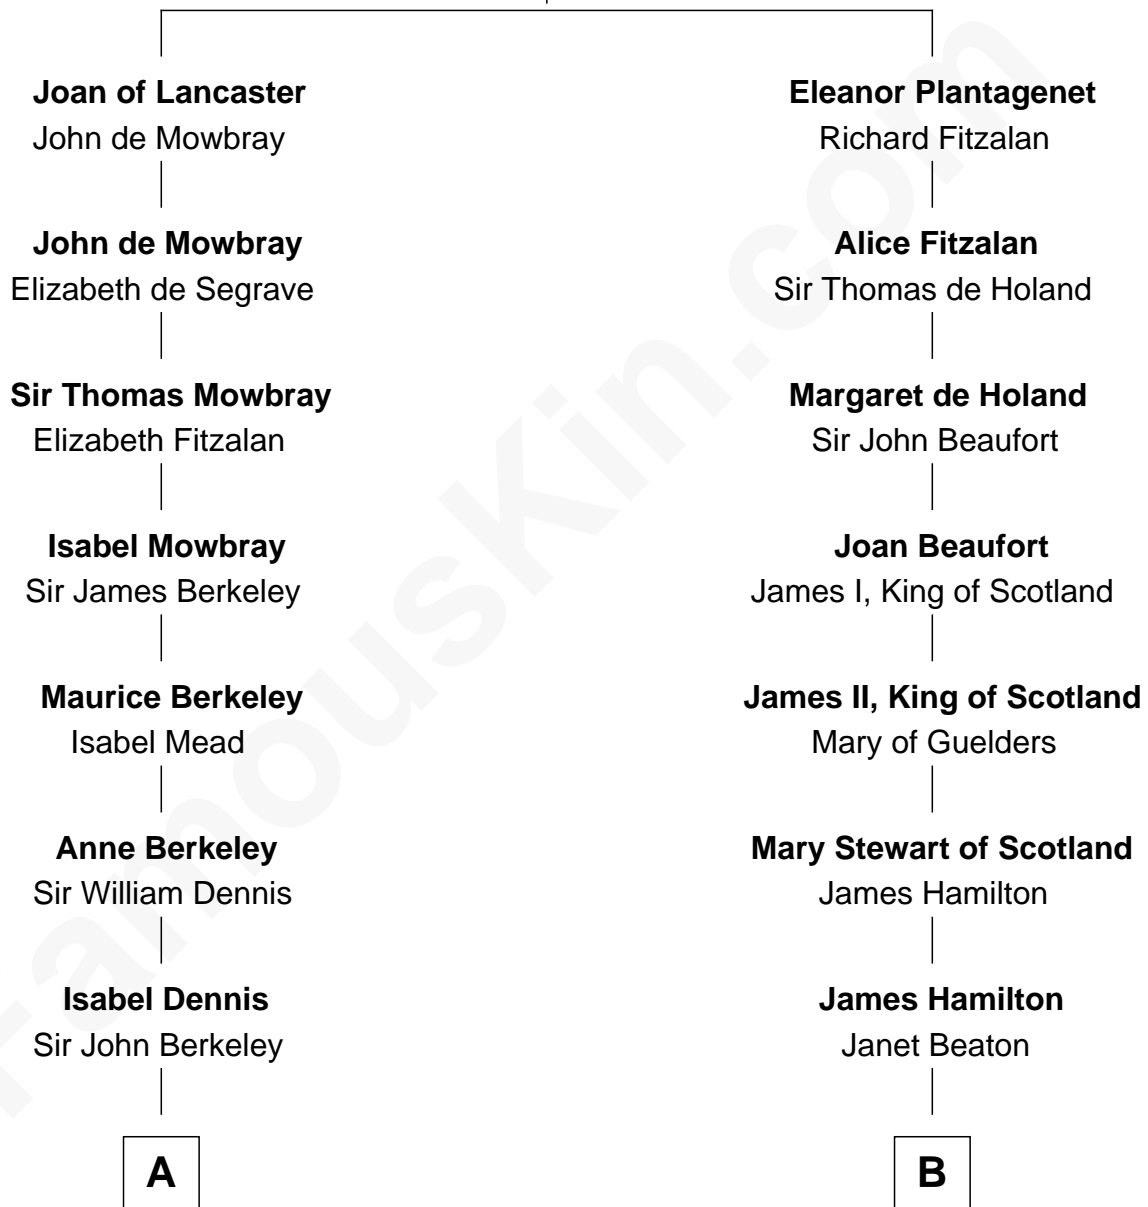 Joan of Lancaster
John de Mowbray
John de Mowbray
Elizabeth de Segrave
Sir Thomas Mowbray
Elizabeth Fitzalan
Isabel Mowbray
Sir James Berkeley
Maurice Berkeley
Isabel Mead
Anne Berkeley
Sir William Dennis
Isabel Dennis
Sir John Berkeley
A
Eleanor Plantagenet
Richard Fitzalan
Alice Fitzalan
Sir Thomas de Holand
Margaret de Holand
Sir John Beaufort
Joan Beaufort
James I, King of Scotland
James II, King of Scotland
Mary of Guelders
Mary Stewart of Scotland
James Hamilton
James Hamilton
Janet Beaton
B
FamousKin.com